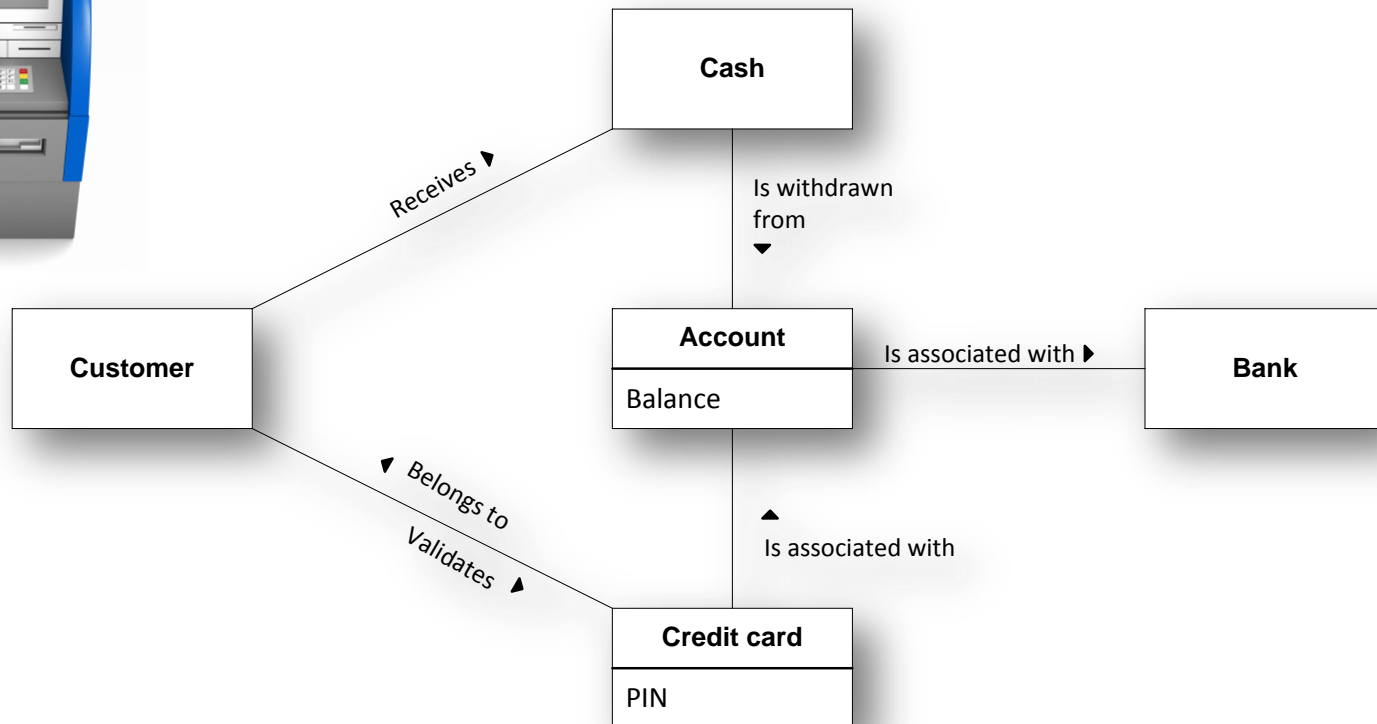 Cash
Receives
Is withdrawn
from
Customer
Account
Balance
Is associated with
Bank
Belongs to
Validates
Is associated with
Credit card
PIN